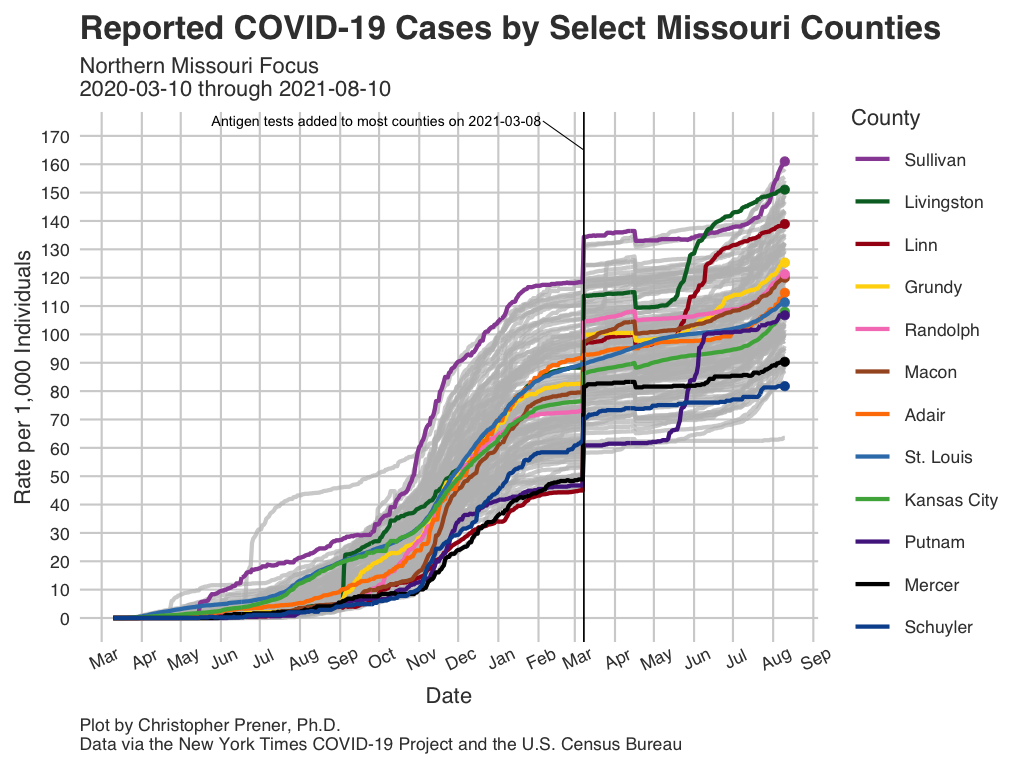 Reported COVID-19 Cases by Select Missouri Counties
Northern Missouri Focus
2020-03-10 through 2021-08-10
Antigen tests added to most counties on 2021-03-08
County
Sullivan
Livingston
Linn
Grundy
Randolph
Macon
Adair
St. Louis
Kansas City
Putnam
Mercer
Schuyler
Rate per 1,000 Individuals
170
160
150
140
130
120
110
100
90
80
70
60
50
40
30
20
10
0
Mar Apr May Jun Jul Aug Sep Oct Nov Dec Jan Feb Mar Apr May Jun Jul Aug Sep
Date
Plot by Christopher Prener, Ph.D.
Data via the New York Times COVID-19 Project and the U.S. Census Bureau